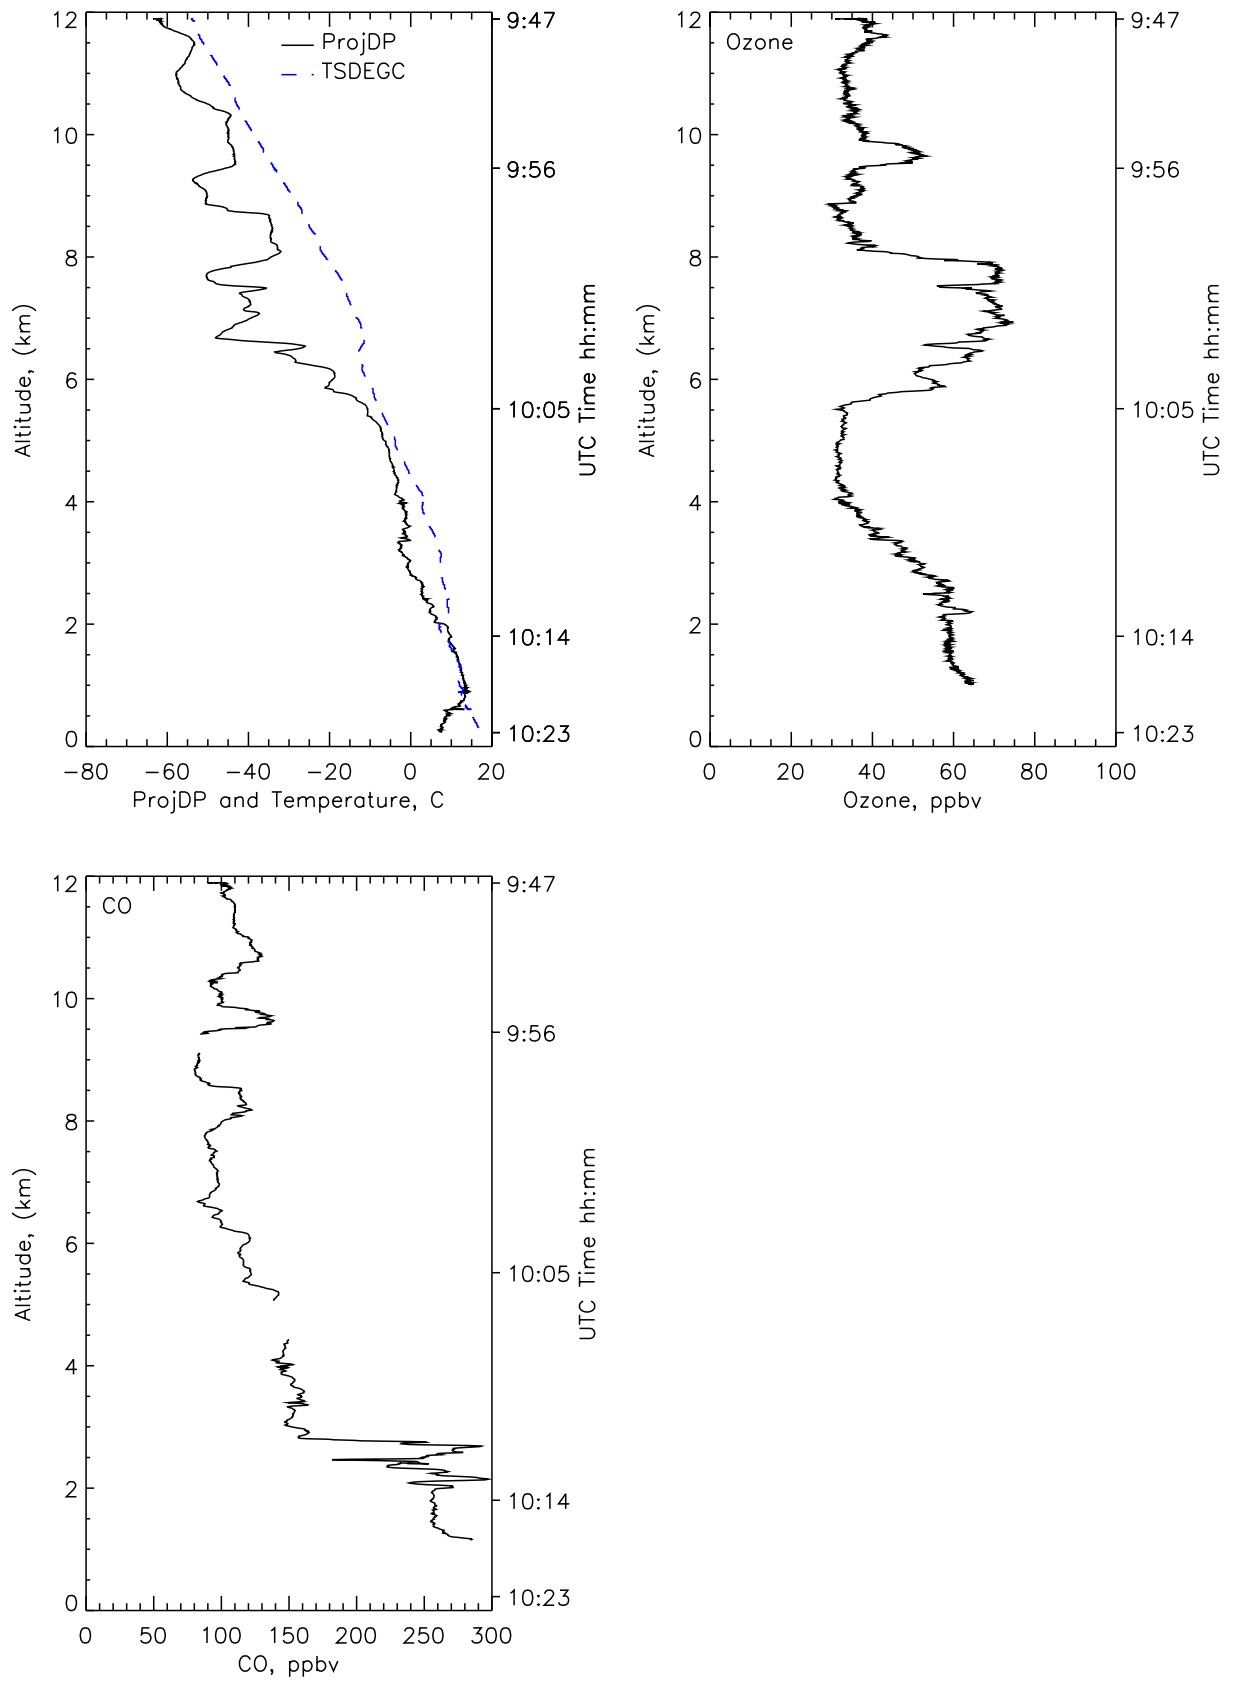 12
10
8
6
4
2
0
Altitude, (km)
ProjDP
TSDEGC
9:47
9:56
10:05
10:14
10:23
UTC Time hh:mm
−80 −60 −40 −20 0 20
ProjDP and Temperature, C
12
10
8
6
4
2
0
Altitude, (km)
Ozone
9:47
9:56
10:05
10:14
10:23
UTC Time hh:mm
0 20 40 60 80 100
Ozone, ppbv
12
10
8
6
4
2
0
Altitude, (km)
CO
9:47
9:56
10:05
10:14
10:23
UTC Time hh:mm
0 50 100 150 200 250 300
CO, ppbv